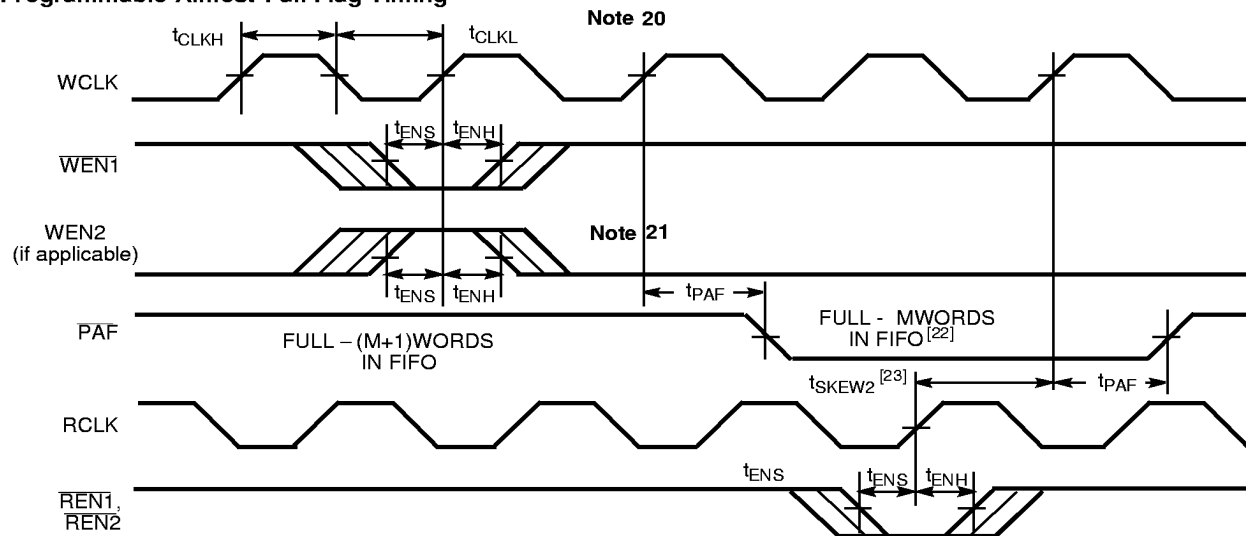 Programmable Almost Full Flag Timing
Note 20
tCLKH
tCLKL
WCLK
tENS
tENH
WEN1
WEN2
(if applicable)
Note 21
tENS
tENH
tPAF
PAF
FULL – (M+1)WORDS
IN FIFO
FULL - MWORDS
IN FIFO[22]
tSKEW2 [23]
tPAF
RCLK
tENS
tENS
tENH
REN1,
REN2